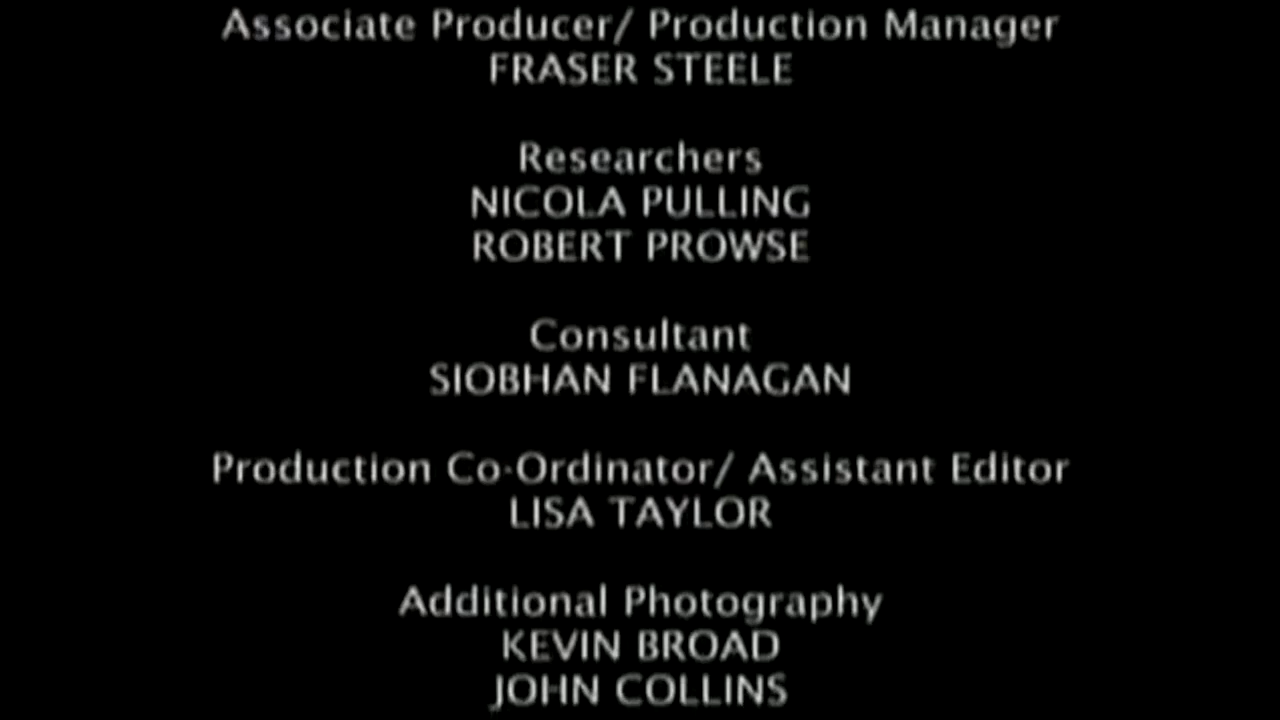 Associate Producer/ Production Manager
FRASER STEELE
Researchers
NICOLA PULLING
ROBERT PROWSE
Consultant
SIOBHAN FLANAGAN
Production Co-Ordinator/ Assistant Editor
LISA TAYLOR
Additional Photography
KEVIN BROAD
JOHN COLLINS